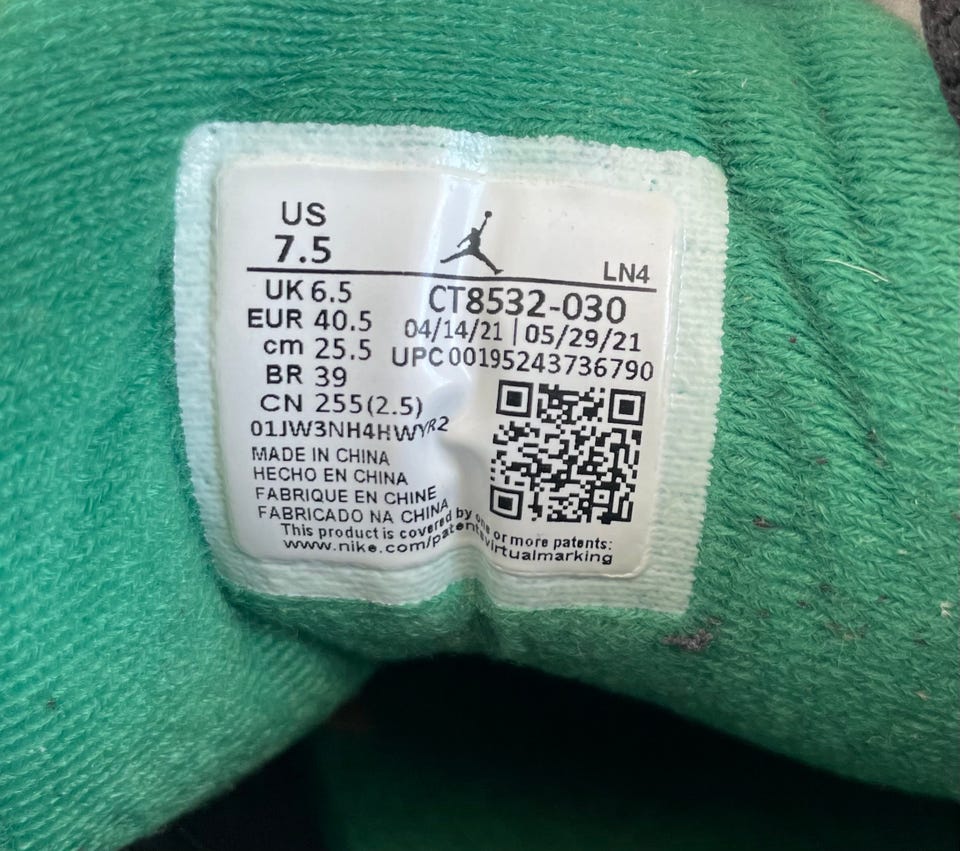 US
7.5
LN4
UK 6.5
EUR 40.5
cm 25.5
BR 39
CN 255(2.5)
CT8532-030
04/14/21 | 05/29/21
UPC 00195243736790
01JW3NH4HWYR2
MADE IN CHINA
HECHO EN CHINA
FABRIQUE EN CHINE
FABRICADO NA CHINA
This product is covered by one or more patents:
www.nike.com/patentsvirtualmarking